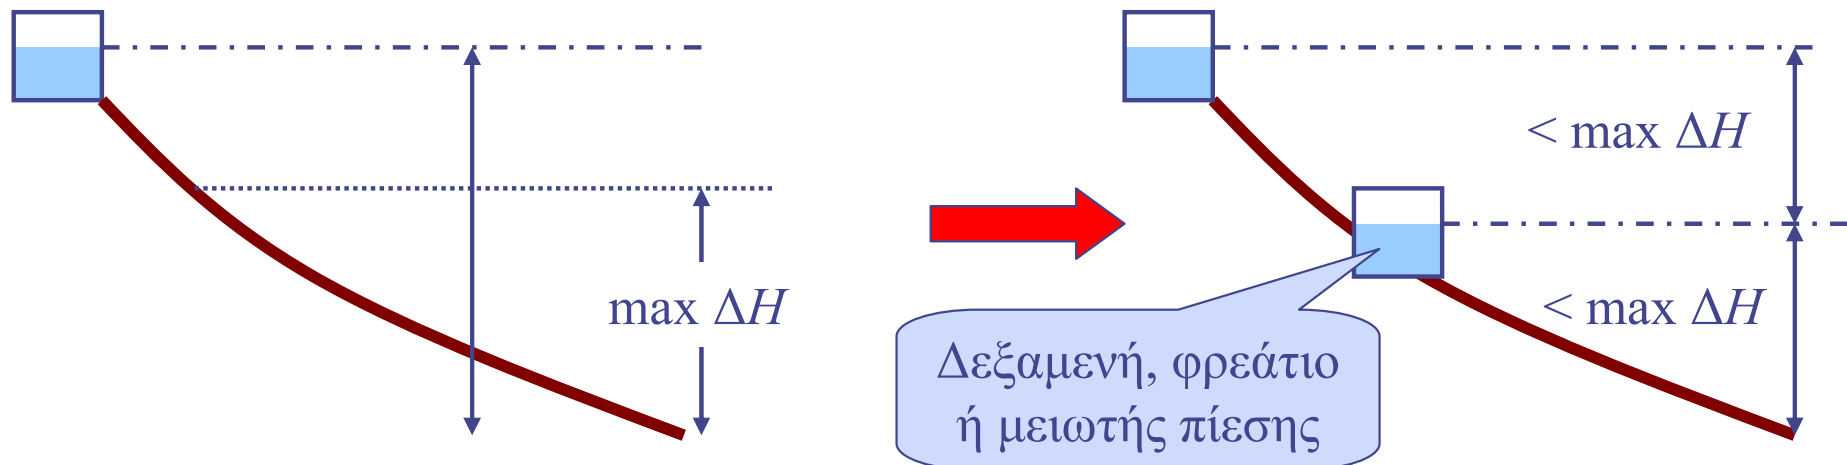 max ΔH
< max ΔH
< max ΔH
Δεξαμενή, φρεάτιο
ή μειωτής πίεσης